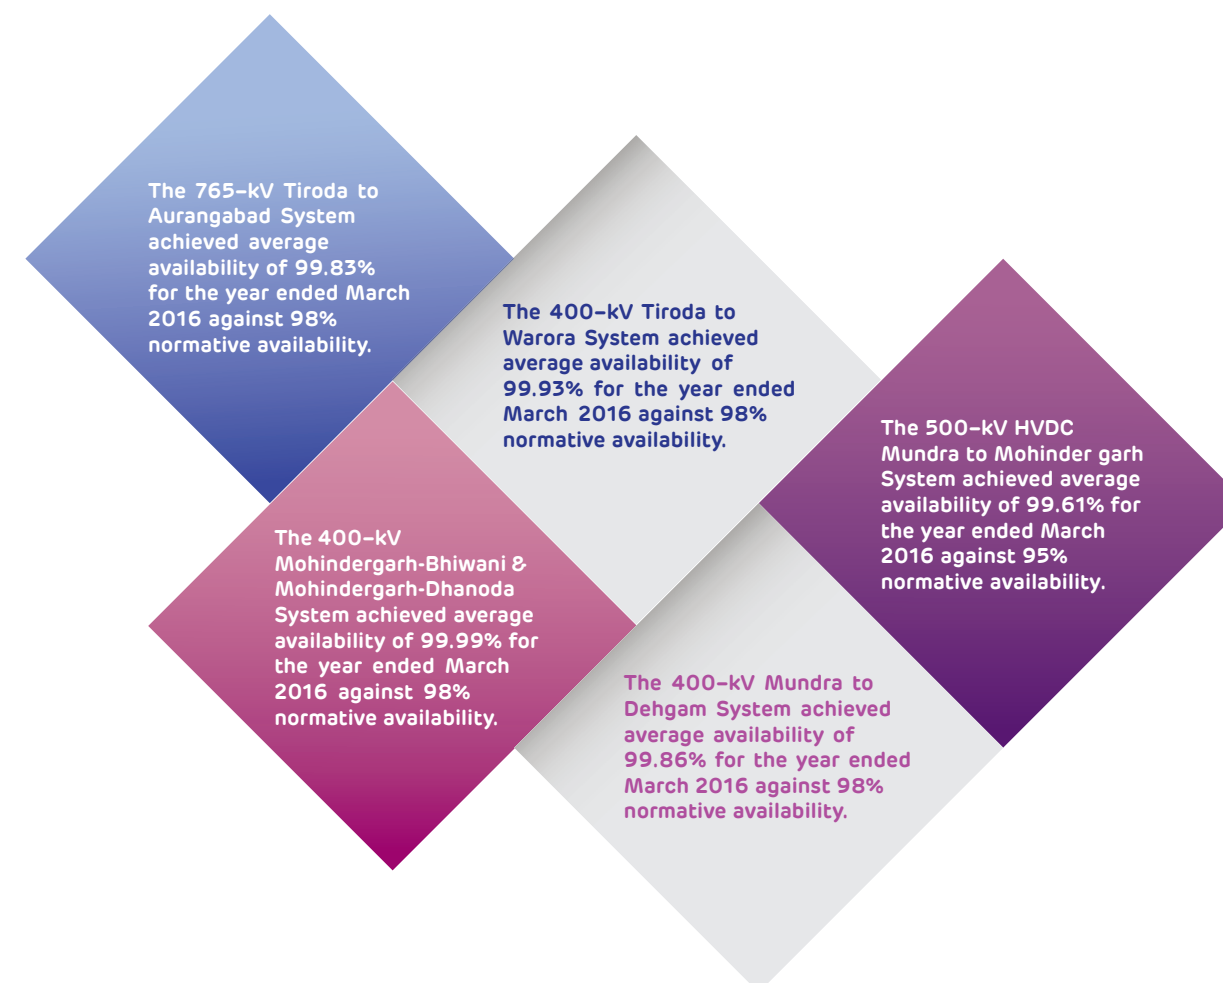 The 765–kV Tiroda to
Aurangabad System
achieved average
availability of 99.83%
for the year ended March
2016 against 98%
normative availability.
The 400–kV Tiroda to
Warora System achieved
average availability of
99.93% for the year ended
March 2016 against 98%
normative availability.
The 500–kV HVDC
Mundra to Mohinder garh
System achieved average
availability of 99.61% for
the year ended March
2016 against 95%
normative availability.
The 400–kV
Mohindergarh-Bhiwani &
Mohindergarh-Dhanoda
System achieved average
availability of 99.99% for
the year ended March
2016 against 98%
normative availability.
The 400–kV Mundra to
Dehgam System achieved
average availability of
99.86% for the year ended
March 2016 against 98%
normative availability.